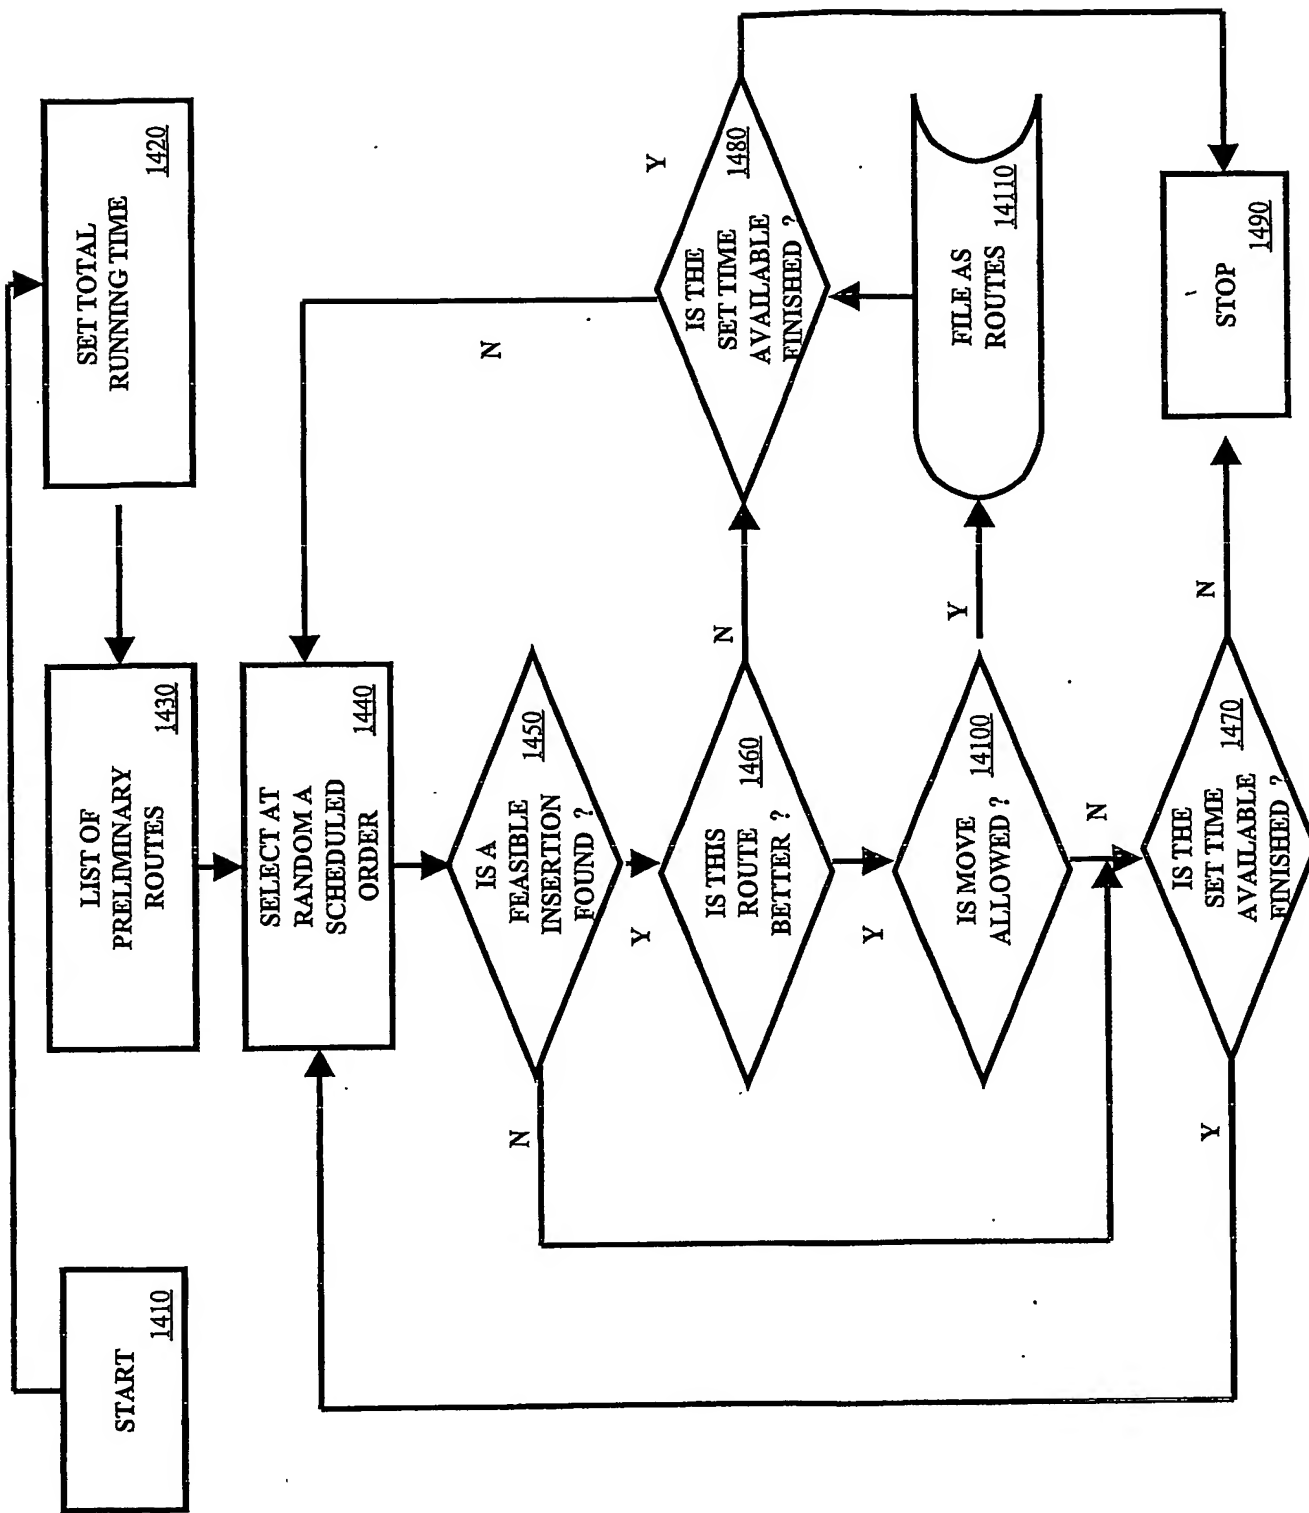 START
1410
SET TOTAL
RUNNING TIME
1420
LIST OF
PRELIMINARY
ROUTES
1430
SELECT AT
RANDOM A
SCHEDULED
ORDER
1440
IS A
FEASIBLE
INSERTION
FOUND ?
1450
N
Y
IS THIS
ROUTE
BETTER ?
1460
N
Y
IS THE
SET TIME
AVAILABLE
FINISHED ?
1480
N
Y
IS MOVE
ALLOWED ?
14100
Y
N
FILE AS
ROUTES
14110
IS THE
SET TIME
AVAILABLE
FINISHED ?
1470
Y
N
STOP
1490